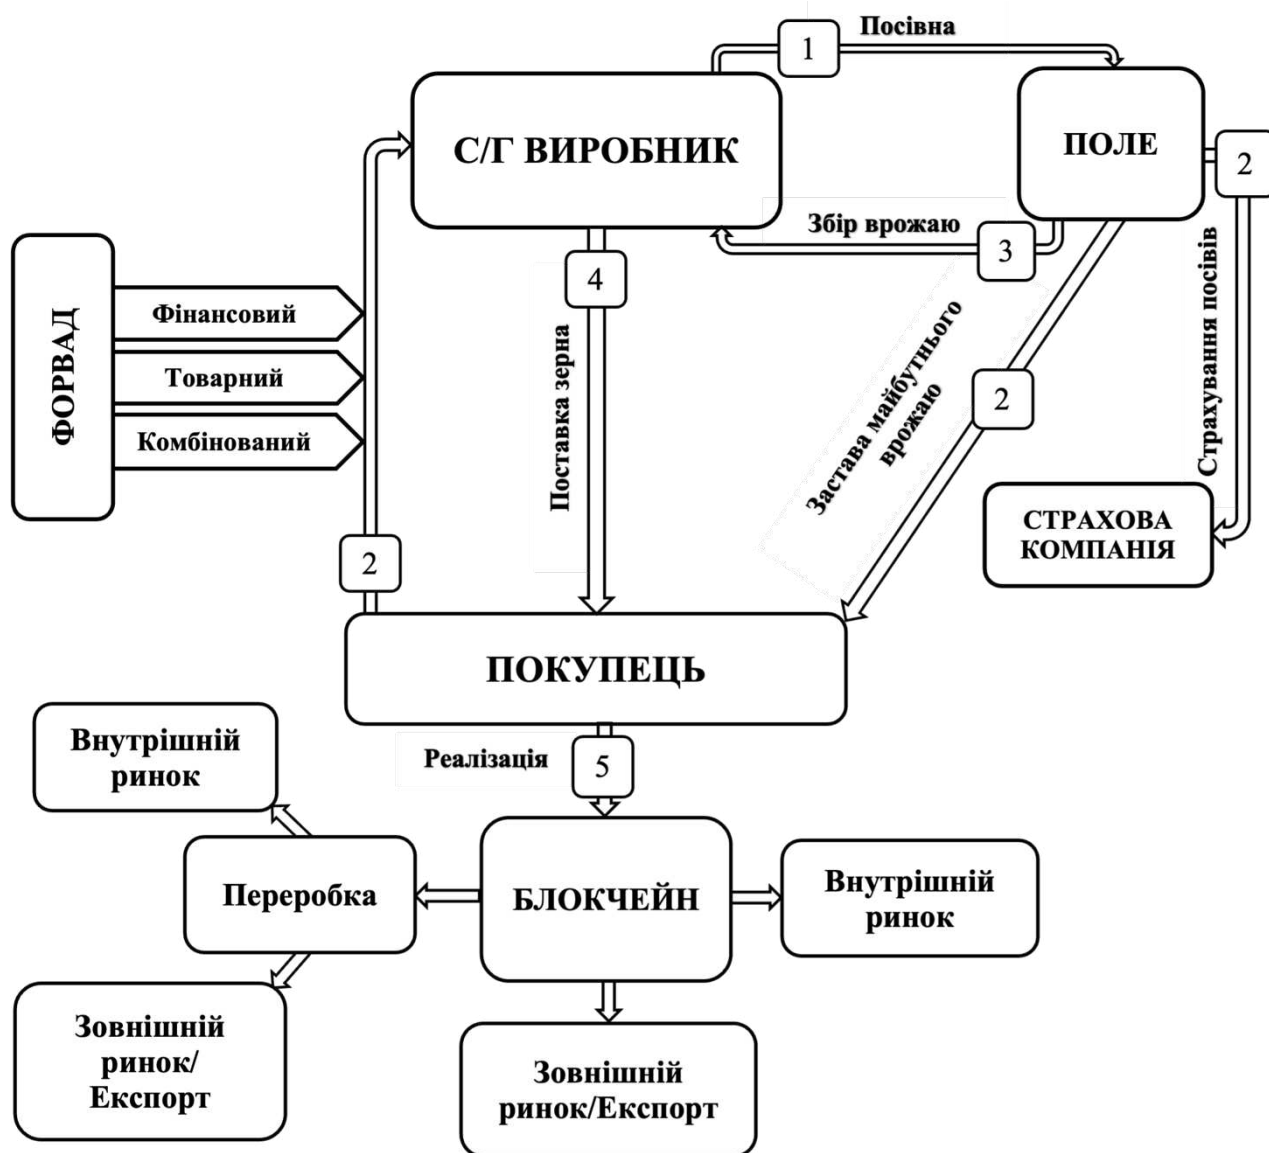 1
Посівна
С/Г ВИРОБНИК
ПОЛЕ
2
Збір врожаю
3
4
ФОРВАД
Фінансовий
Товарний
Комбінований
Поставка зерна
Застава майбутнього
врожаю
2
Страхування посівів
СТРАХОВА
КОМПАНІЯ
2
ПОКУПЕЦЬ
Реалізація
5
Внутрішній
ринок
Переробка
БЛОКЧЕЙН
Внутрішній
ринок
Зовнішній
ринок/
Експорт
Зовнішній
ринок/Експорт